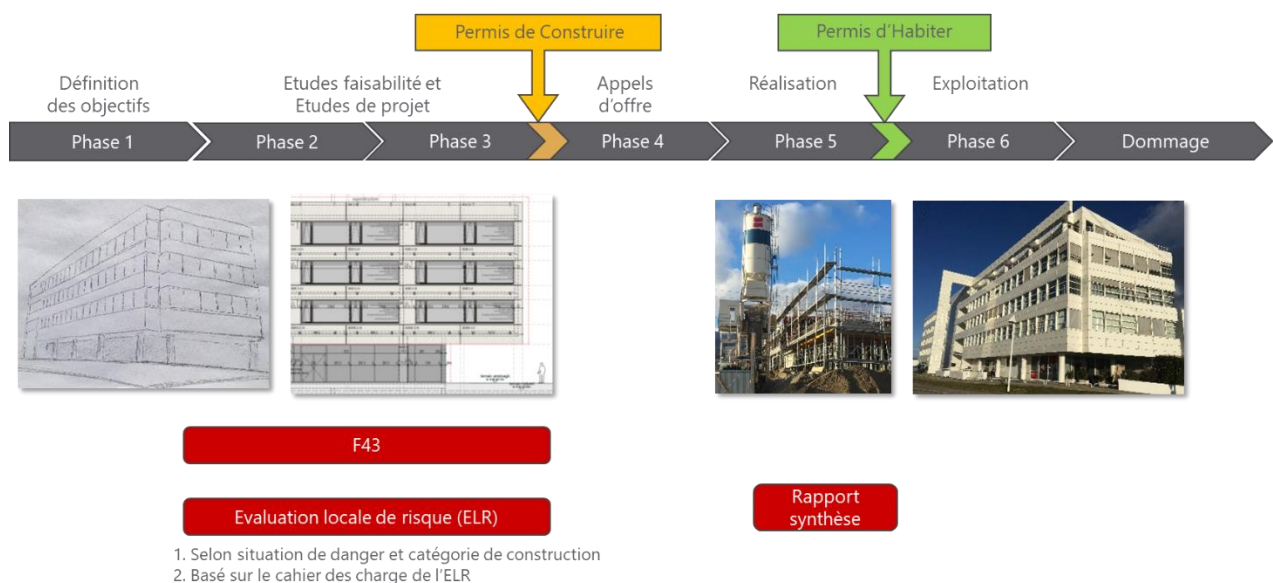 Permis de Construire
Permis d'Habiter
Définition
des objectifs
Etudes faisabilité et
Etudes de projet
Appels
d'offre
Réalisation
Exploitation
Phase 1
Phase 2
Phase 3
Phase 4
Phase 5
Phase 6
Dommage
F43
Evaluation locale de risque (ELR)
Rapport
synthèse
1. Selon situation de danger et catégorie de construction
2. Basé sur le cahier des charge de l'ELR